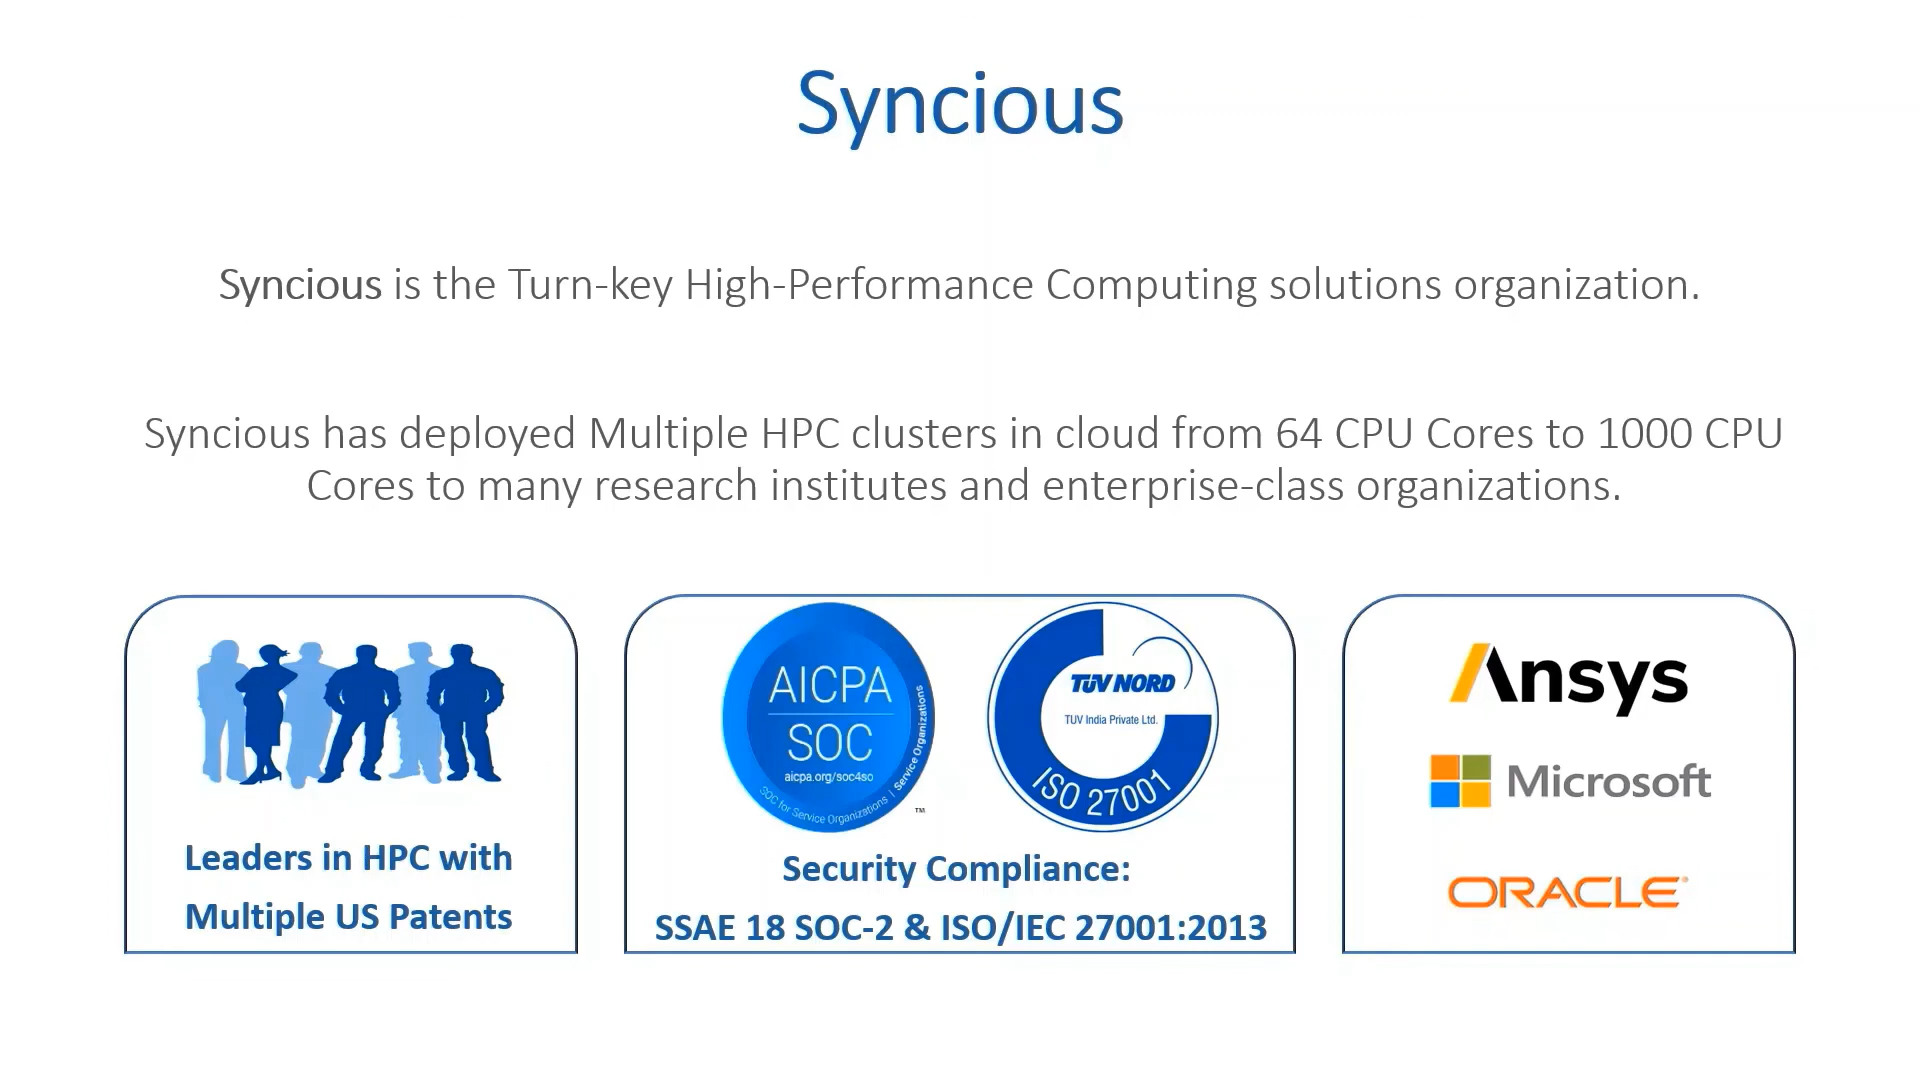 Syncious
Syncious is the Turn-key High-Performance Computing solutions organization.
Syncious has deployed Multiple HPC clusters in cloud from 64 CPU Cores to 1000 CPU
Cores to many research institutes and enterprise-class organizations.
Leaders in HPC with
Multiple US Patents
AICPA
SOC
aicpa.org/soc4so
SOC for Service Organizations | Service Organizations
TM
TÜV NORD
TUV India Private Ltd.
ISO 27001
Security Compliance:
SSAE 18 SOC-2 & ISO/IEC 27001:2013
Ansys
Microsoft
ORACLE